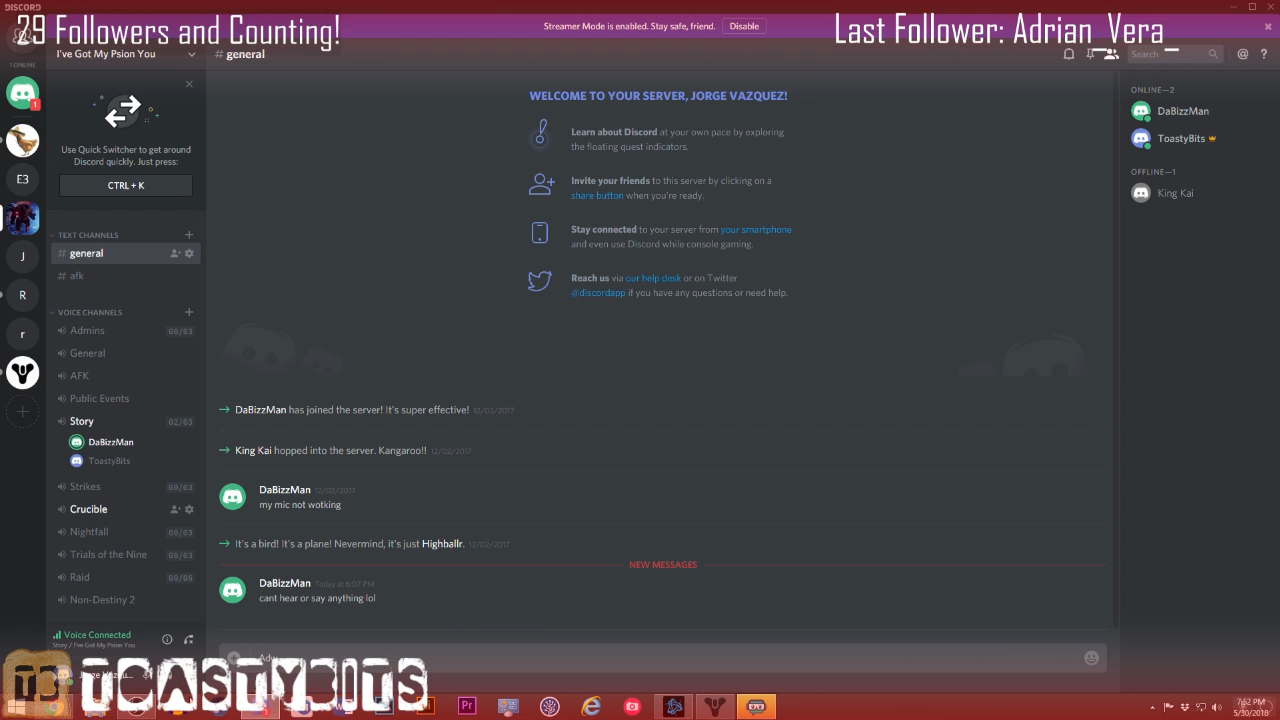 DISCORD
29 Followers and Counting!
Streamer Mode is enabled. Stay safe, friend. Disable
Last Follower: Adrian_Vera_
I've Got My Psion You
# general
Search
1 ONLINE
1
E3
J
R
r
Use Quick Switcher to get around
Discord quickly. Just press:
CTRL + K
TEXT CHANNELS
# general
# afk
VOICE CHANNELS
Admins 00/03
General
AFK
Public Events
Story 02/03
DaBizzMan
ToastyBits
Strikes 00/03
Crucible
Nightfall 00/03
Trials of the Nine 00/03
Raid 00/06
Non-Destiny 2
Voice Connected
Story / I've Got My Psion You
WELCOME TO YOUR SERVER, JORGE VAZQUEZ!
Learn about Discord at your own pace by exploring
the floating quest indicators.
Invite your friends to this server by clicking on a
share button when you're ready.
Stay connected to your server from your smartphone
and even use Discord while console gaming.
Reach us via our help desk or on Twitter
@discordapp if you have any questions or need help.
DaBizzMan has joined the server! It's super effective! 12/02/2017
King Kai hopped into the server. Kangaroo!! 12/02/2017
DaBizzMan 12/02/2017
my mic not wotking
It's a bird! It's a plane! Nevermind, it's just Highballr. 12/02/2017
NEW MESSAGES
DaBizzMan Today at 6:07 PM
cant hear or say anything lol
ONLINE—2
DaBizzMan
ToastyBits
OFFLINE—1
King Kai
TB TOASTYBITS
Pr
7:52 PM